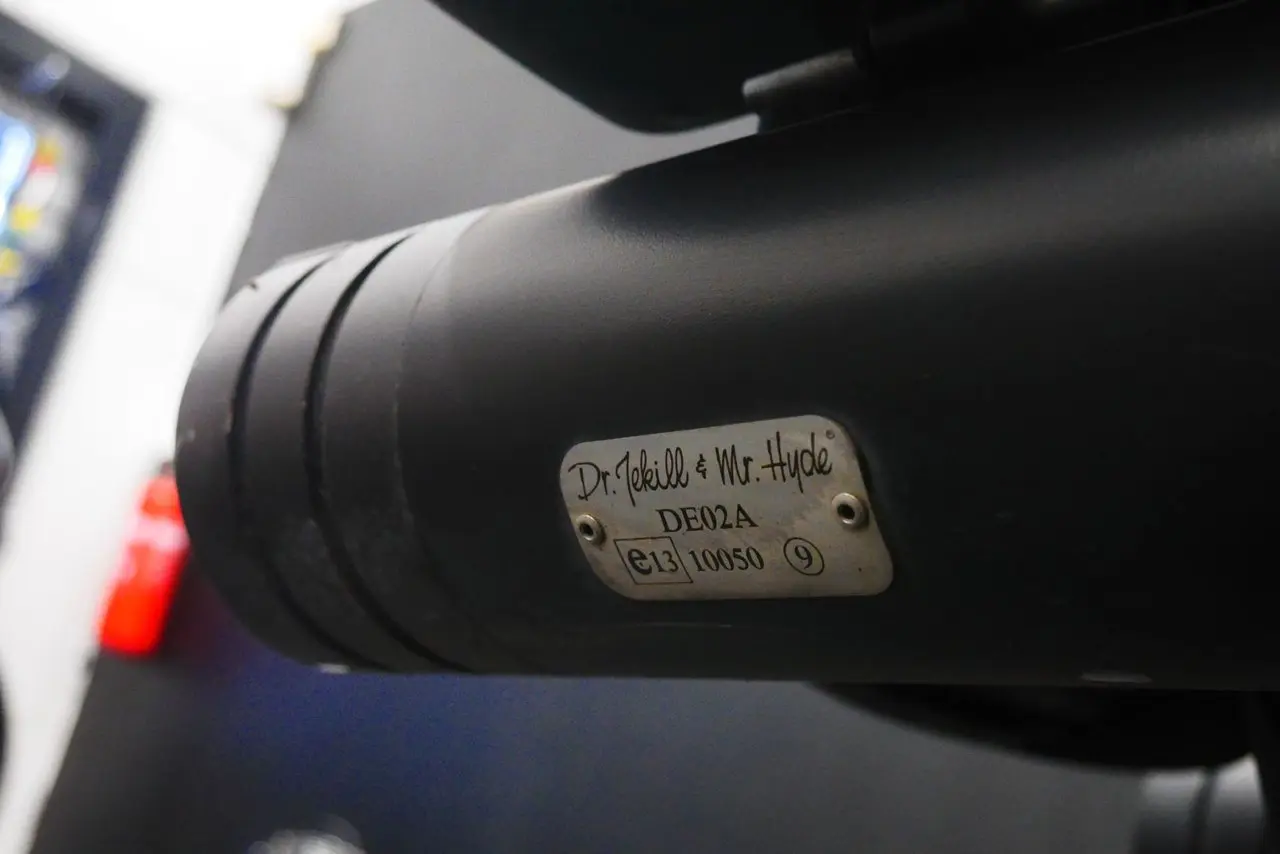 Dr. Jekill & Mr. Hyde®
DE02A
e13 10050 9